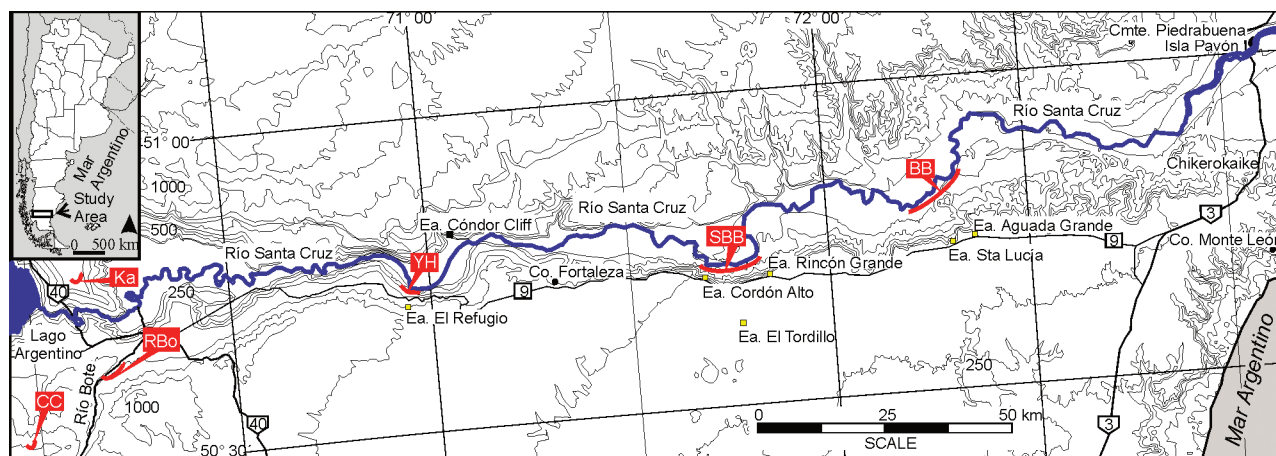 71° 00'
72° 00'
Cmte. Piedrabuena
Isla Pavón
Mar
Argentino
Study
Area
0 500 km
51° 00'
1000
500
Río Santa Cruz
BB
Chikerokaike
3
Ea. Cóndor Cliff
Río Santa Cruz
SBB
Ea. Aguada Grande
9
Co. Monte León
Río Santa Cruz
YH
Ea. Rincón Grande
Ea. Sta Lucía
Ka
40
250
Co. Fortaleza
9
Ea. Cordón Alto
Ea. El Refugio
Lago
Argentino
RBo
Ea. El Tordillo
Río Bote
CC
1000
250
0 25 50 km
SCALE
40
3
50° 30'
Mar Argentino